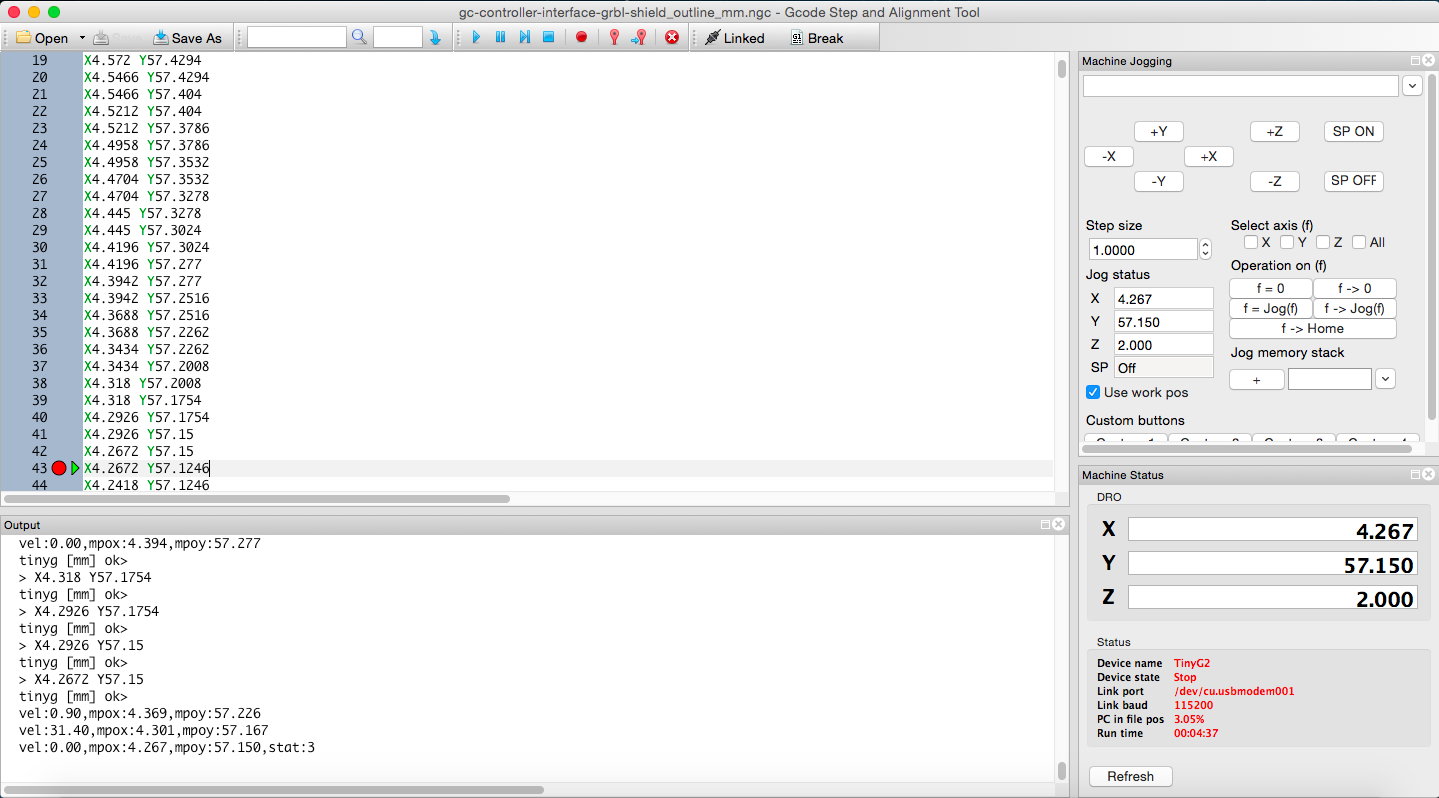 gc-controller-interface-grbl-shield_outline_mm.ngc - Gcode Step and Alignment Tool
Open Save Save As Linked Break
19 X4.572 Y57.4294
20 X4.5466 Y57.4294
21 X4.5466 Y57.404
22 X4.5212 Y57.404
23 X4.5212 Y57.3786
24 X4.4958 Y57.3786
25 X4.4958 Y57.3532
26 X4.4704 Y57.3532
27 X4.4704 Y57.3278
28 X4.445 Y57.3278
29 X4.445 Y57.3024
30 X4.4196 Y57.3024
31 X4.4196 Y57.277
32 X4.3942 Y57.277
33 X4.3942 Y57.2516
34 X4.3688 Y57.2516
35 X4.3688 Y57.2262
36 X4.3434 Y57.2262
37 X4.3434 Y57.2008
38 X4.318 Y57.2008
39 X4.318 Y57.1754
40 X4.2926 Y57.1754
41 X4.2926 Y57.15
42 X4.2672 Y57.15
43 X4.2672 Y57.1246
44 X4.2418 Y57.1246
Output
vel:0.00,mpox:4.394,mpoy:57.277
tinyg [mm] ok>
> X4.318 Y57.1754
tinyg [mm] ok>
> X4.2926 Y57.1754
tinyg [mm] ok>
> X4.2926 Y57.15
tinyg [mm] ok>
> X4.2672 Y57.15
tinyg [mm] ok>
vel:0.90,mpox:4.369,mpoy:57.226
vel:31.40,mpox:4.301,mpoy:57.167
vel:0.00,mpox:4.267,mpoy:57.150,stat:3
Machine Jogging
+Y +Z SP ON
-X +X
-Y -Z SP OFF
Step size
1.0000
Jog status
X 4.267
Y 57.150
Z 2.000
SP Off
Use work pos
Select axis (f)
X Y Z All
Operation on (f)
f = 0 f -> 0
f = Jog(f) f -> Jog(f)
f -> Home
Jog memory stack
+
Custom buttons
Machine Status
DRO
X 4.267
Y 57.150
Z 2.000
Status
Device name TinyG2
Device state Stop
Link port /dev/cu.usbmodem001
Link baud 115200
PC in file pos 3.05%
Run time 00:04:37
Refresh